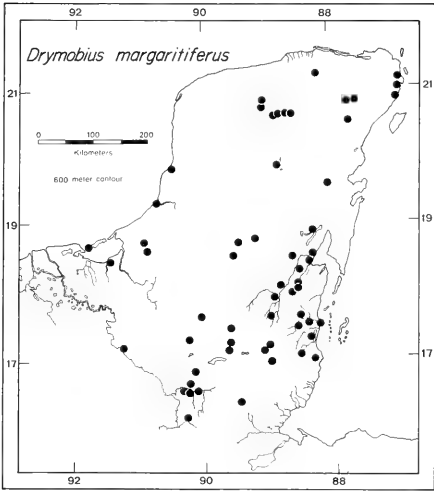 92 90 88
Drymobius margaritiferus
21 21
0 100 200
Kilometers
600 meter contour
19 19
17 17
92 90 88